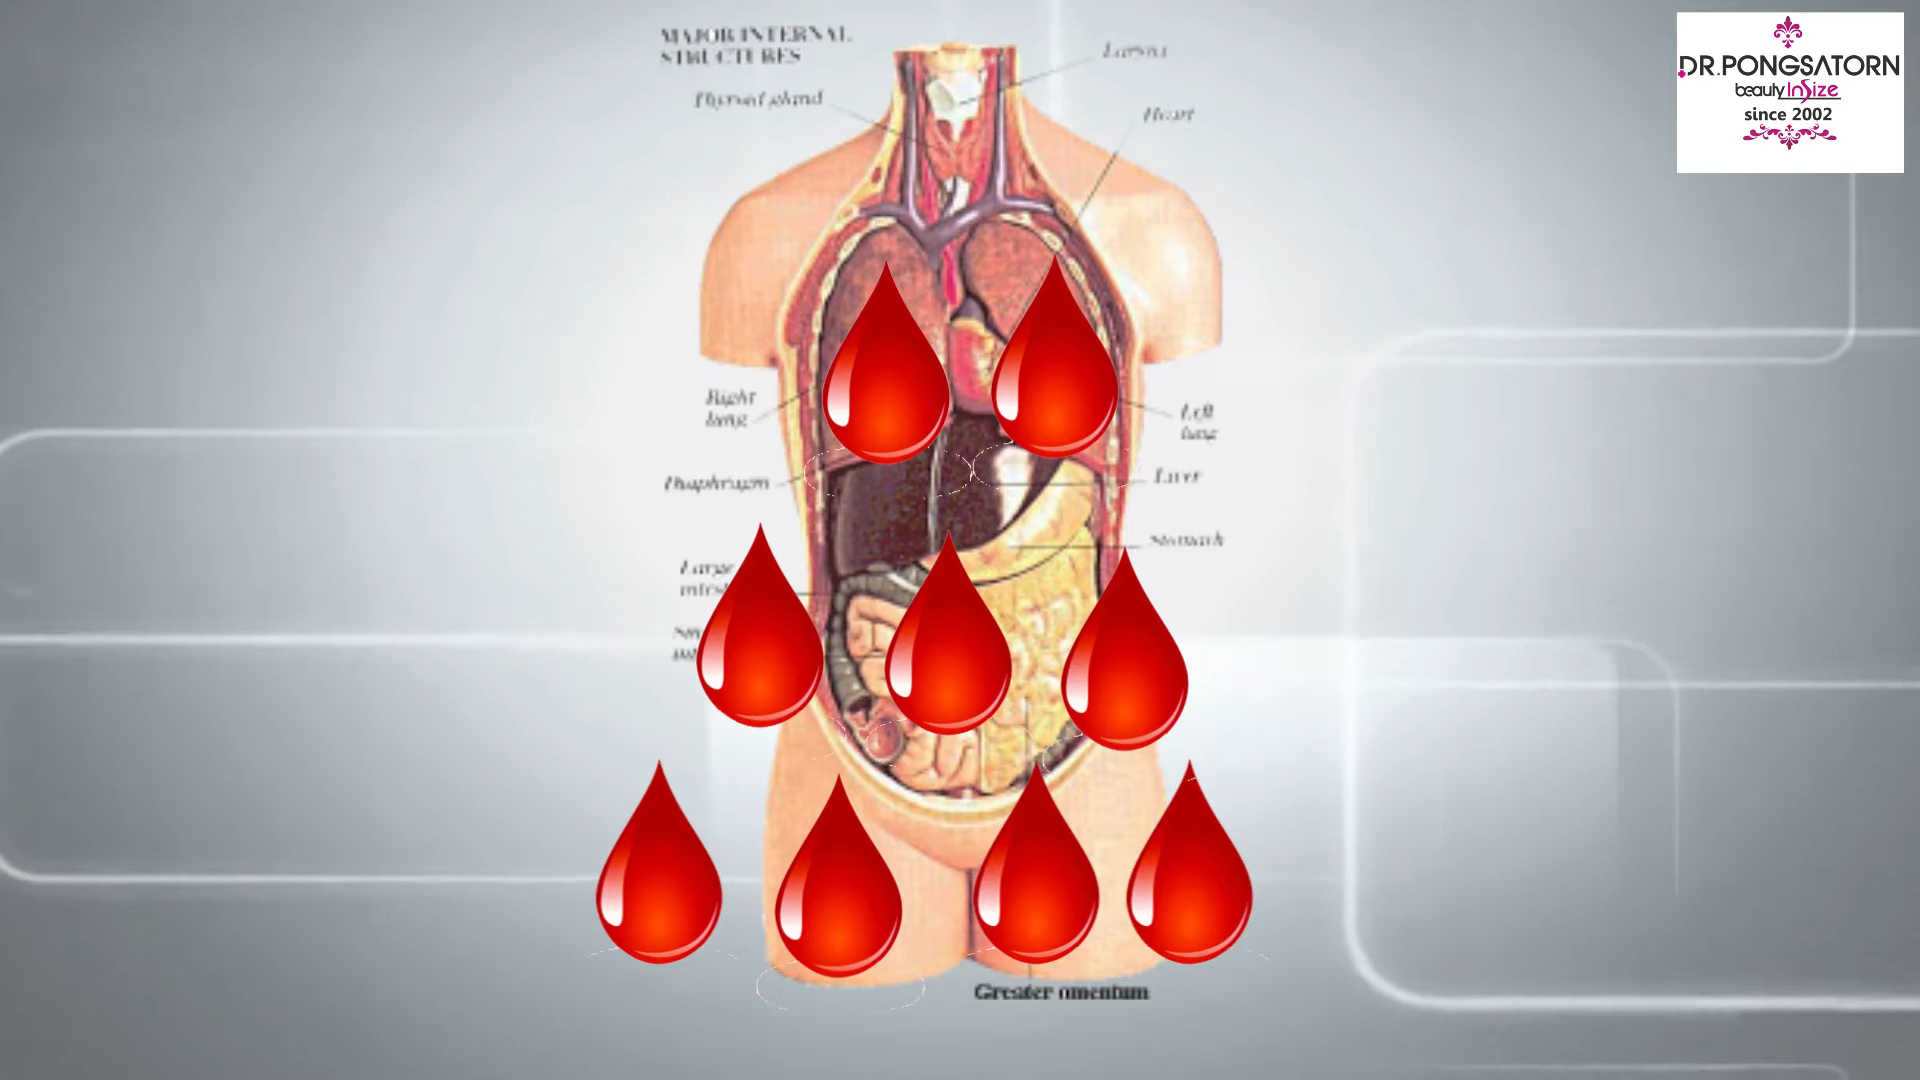 MAJOR INTERNAL
STRUCTURES
Larynx
Thyroid gland
Heart
Right
lung
Left
lung
Diaphragm
Liver
Stomach
Large
Greater omentum
DR.PONGSATORN
beauty InSize
since 2002